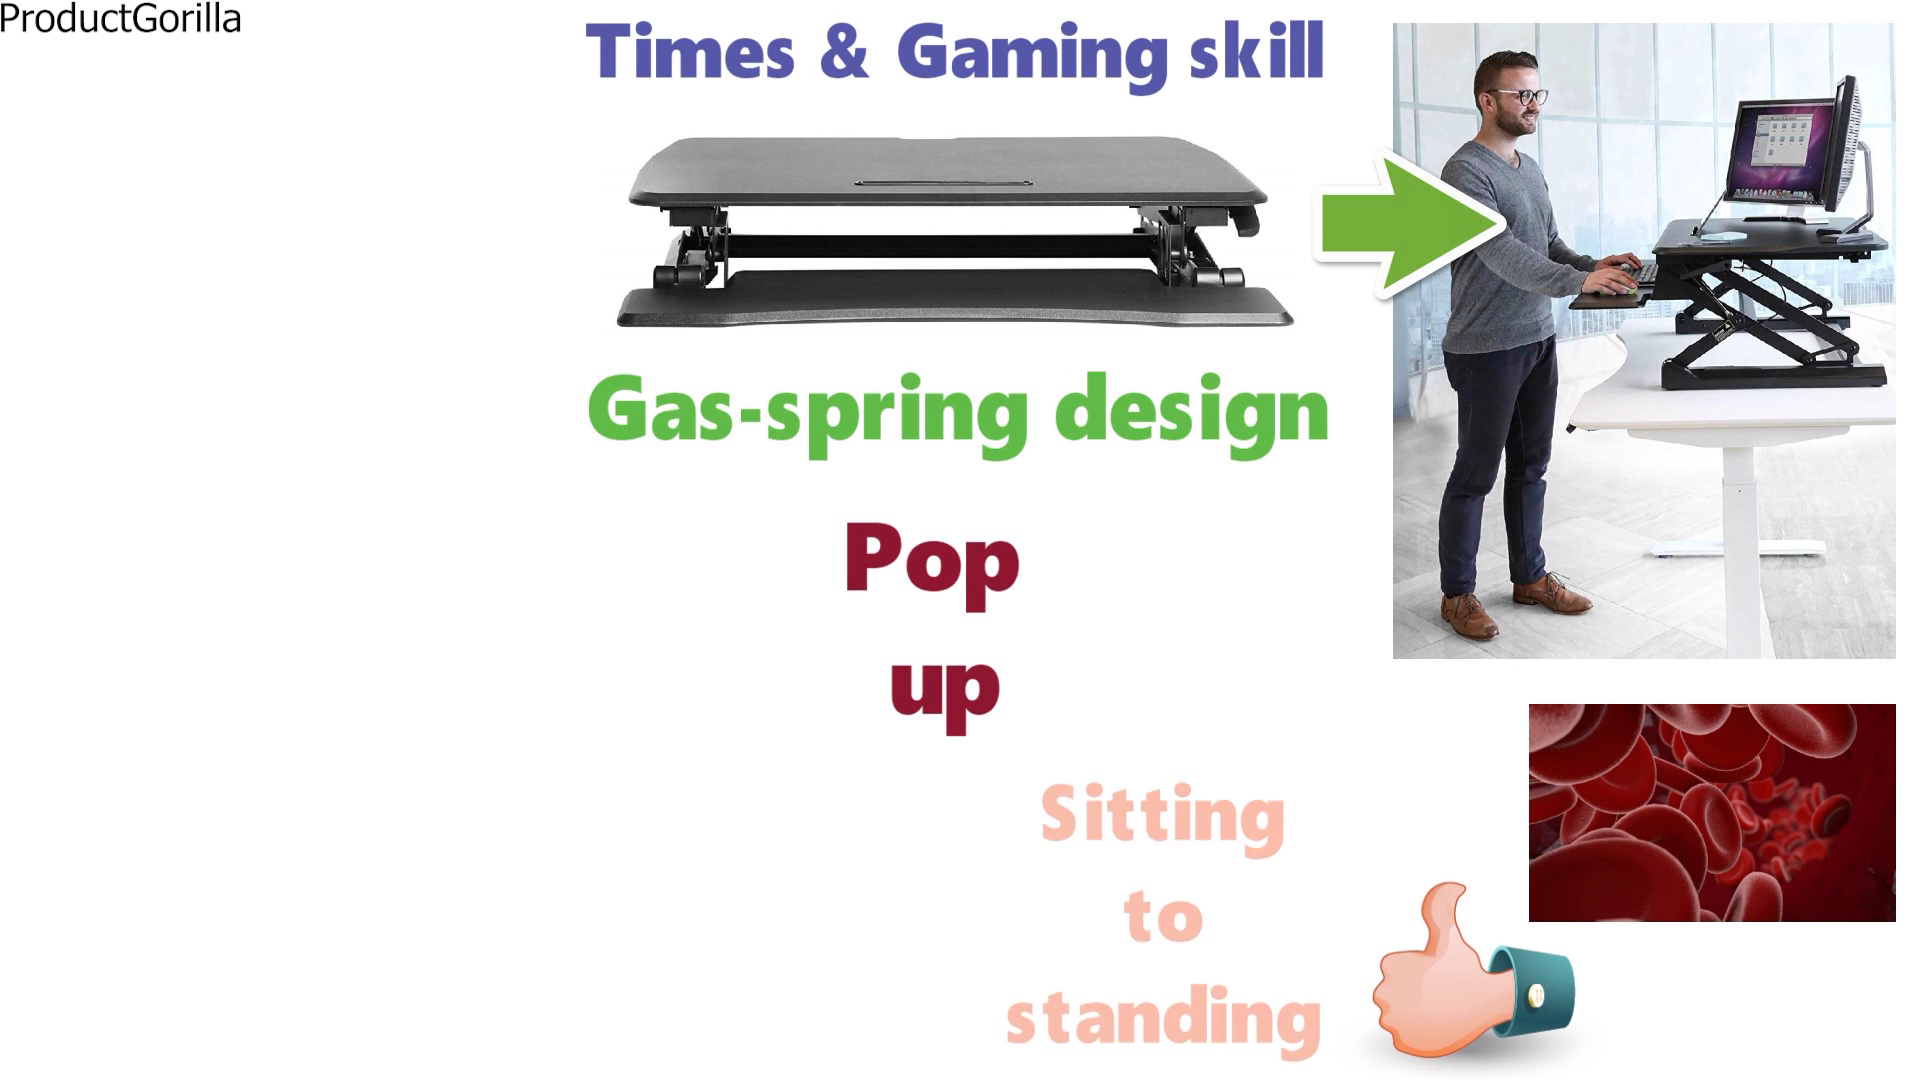 ProductGorilla
Times & Gaming skill
Gas-spring design
Pop
up
Sitting
to
standing